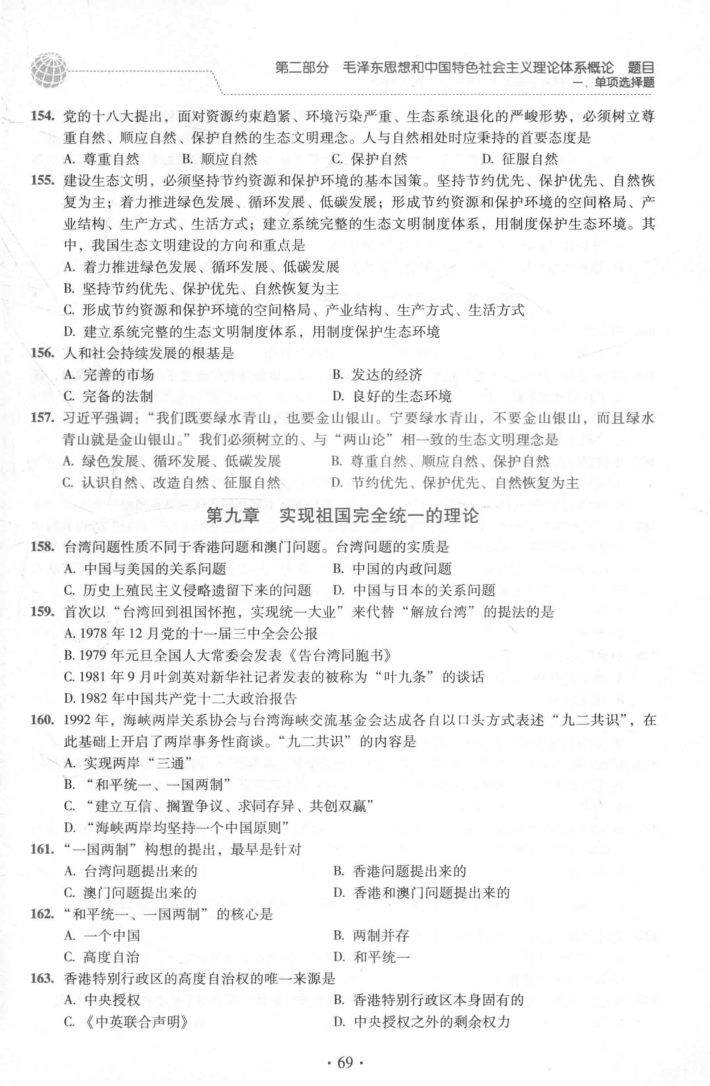 第二部分 毛泽东思想和中国特色社会主义理论体系概论 题目
一、单项选择题
154. 党的十八大提出，面对资源约束趋紧、环境污染严重、生态系统退化的严峻形势，必须树立尊
重自然、顺应自然、保护自然的生态文明理念。人与自然相处时应秉持的首要态度是
A. 尊重自然 B. 顺应自然 C. 保护自然 D. 征服自然
155. 建设生态文明，必须坚持节约资源和保护环境的基本国策。坚持节约优先、保护优先、自然恢
复为主；着力推进绿色发展、循环发展、低碳发展；形成节约资源和保护环境的空间格局、产
业结构、生产方式、生活方式；建立系统完整的生态文明制度体系，用制度保护生态环境。其
中，我国生态文明建设的方向和重点是
A. 着力推进绿色发展、循环发展、低碳发展
B. 坚持节约优先、保护优先、自然恢复为主
C. 形成节约资源和保护环境的空间格局、产业结构、生产方式、生活方式
D. 建立系统完整的生态文明制度体系，用制度保护生态环境
156. 人和社会持续发展的根基是
A. 完善的市场 B. 发达的经济
C. 完备的法制 D. 良好的生态环境
157. 习近平强调：“我们既要绿水青山，也要金山银山。宁要绿水青山，不要金山银山，而且绿水
青山就是金山银山。”我们必须树立的、与“两山论”相一致的生态文明理念是
A. 绿色发展、循环发展、低碳发展 B. 尊重自然、顺应自然、保护自然
C. 认识自然、改造自然、征服自然 D. 节约优先、保护优先、自然恢复为主
第九章 实现祖国完全统一的理论
158. 台湾问题性质不同于香港问题和澳门问题。台湾问题的实质是
A. 中国与美国的关系问题 B. 中国的内政问题
C. 历史上殖民主义侵略遗留下来的问题 D. 中国与日本的关系问题
159. 首次以“台湾回到祖国怀抱，实现统一大业”来代替“解放台湾”的提法的是
A. 1978 年 12 月党的十一届三中全会公报
B. 1979 年元旦全国人大常委会发表《告台湾同胞书》
C. 1981 年 9 月叶剑英对新华社记者发表的被称为“叶九条”的谈话
D. 1982 年中国共产党十二大政治报告
160. 1992 年，海峡两岸关系协会与台湾海峡交流基金会达成各自以口头方式表述“九二共识”，在
此基础上开启了两岸事务性商谈。“九二共识”的内容是
A. 实现两岸“三通”
B. “和平统一、一国两制”
C. “建立互信、搁置争议、求同存异、共创双赢”
D. “海峡两岸均坚持一个中国原则”
161. “一国两制”构想的提出，最早是针对
A. 台湾问题提出来的 B. 香港问题提出来的
C. 澳门问题提出来的 D. 香港和澳门问题提出来的
162. “和平统一、一国两制”的核心是
A. 一个中国 B. 两制并存
C. 高度自治 D. 和平统一
163. 香港特别行政区的高度自治权的唯一来源是
A. 中央授权 B. 香港特别行政区本身固有的
C. 《中英联合声明》 D. 中央授权之外的剩余权力
· 69 ·